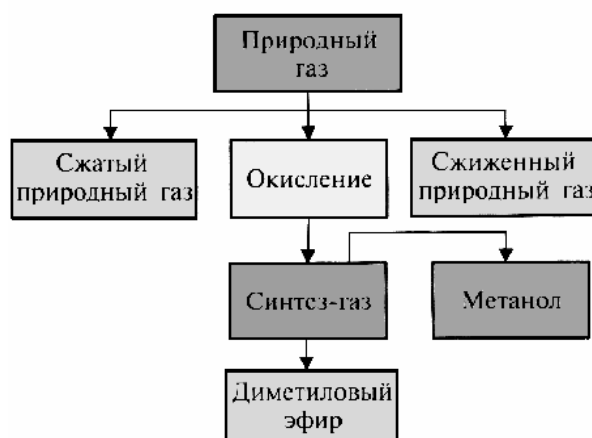 Природный
газ
Сжатый
природный газ
Окисление
Сжиженный
природный газ
Синтез-газ
Метанол
Диметиловый
эфир